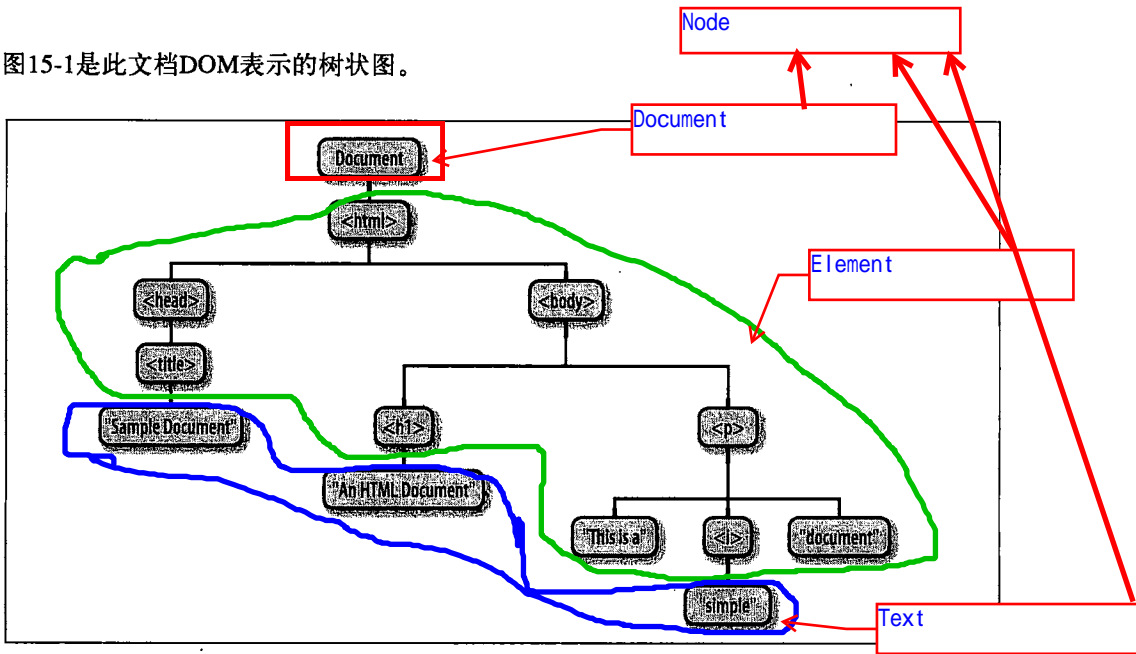 Node
图15-1是此文档DOM表示的树状图。
Document
Document
<html>
Element
<head>
<body>
<title>
"Sample Document"
<h1>
<p>
"An HTML Document"
"This is a"
<i>
"document"
"simple"
Text